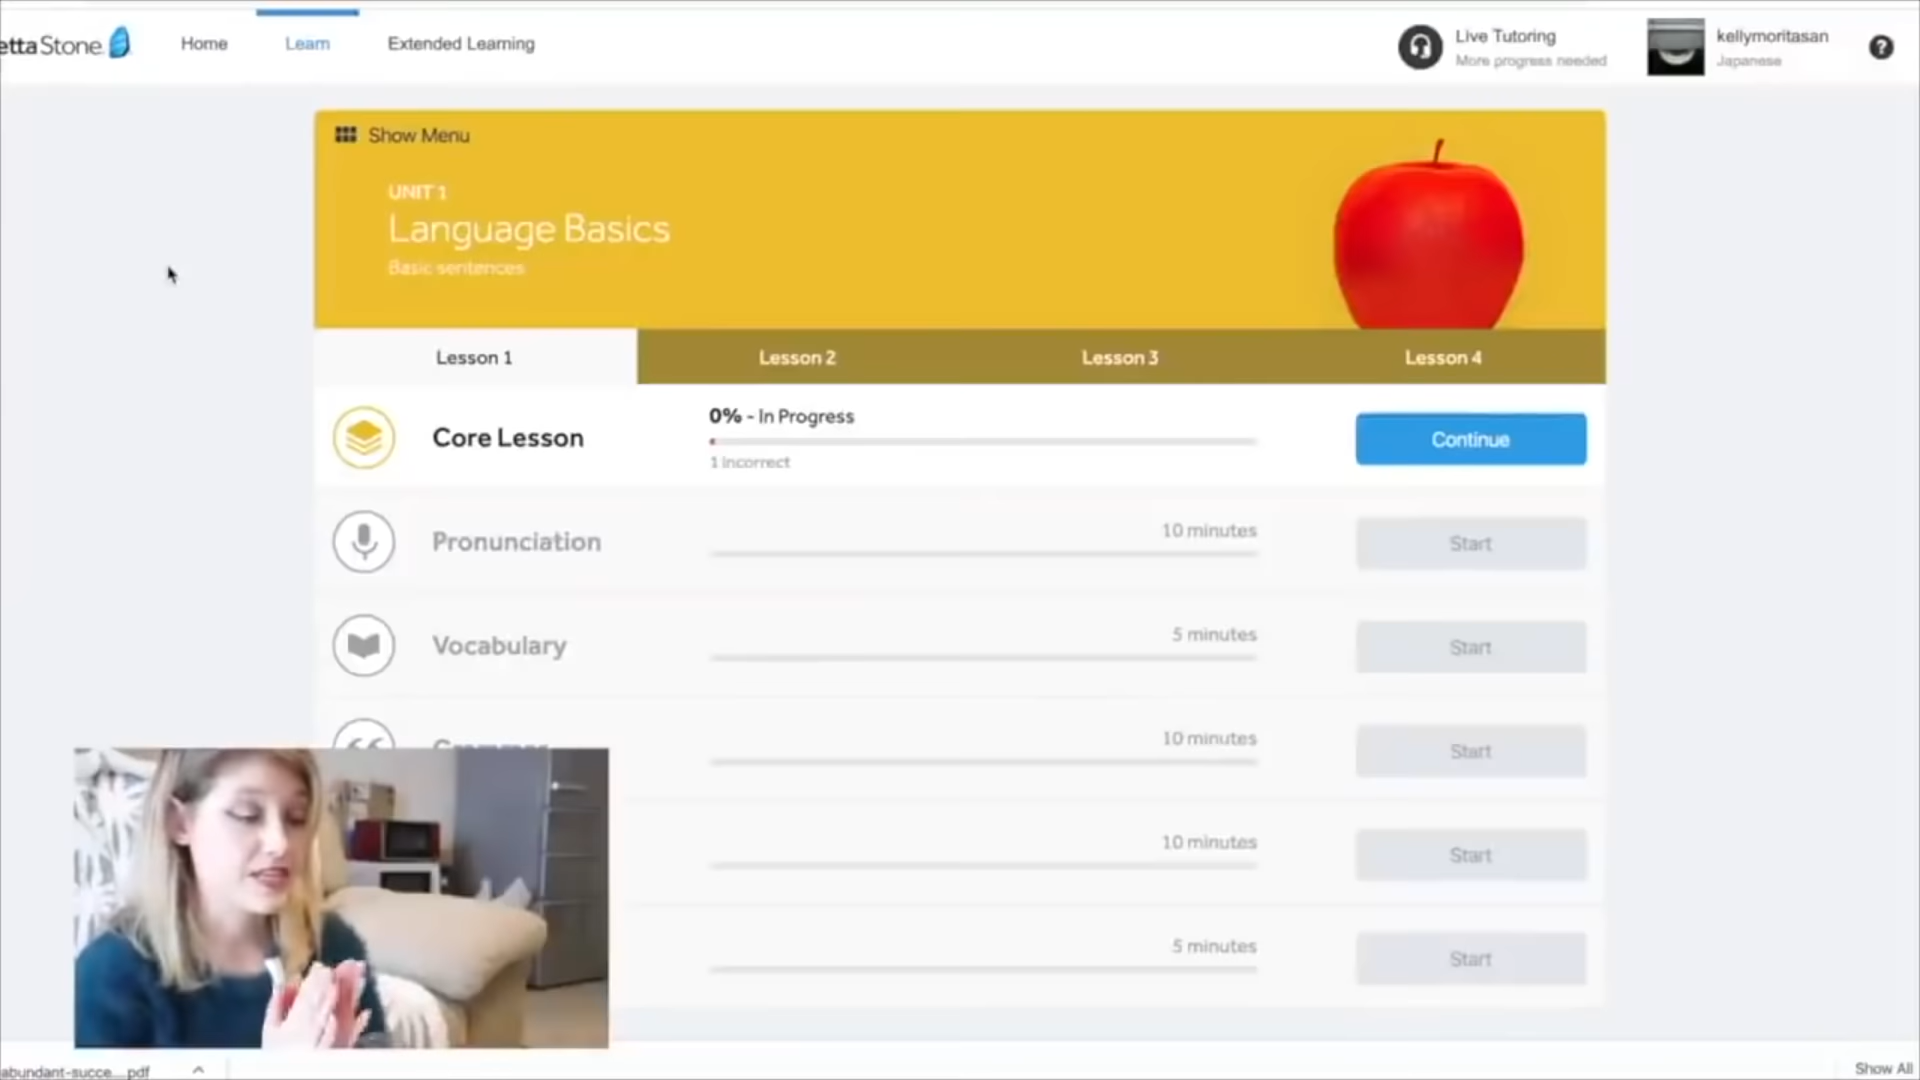 etta Stone
Home
Learn
Extended Learning
Live Tutoring
More progress needed
kellymoritasan
Japanese
?
Show Menu
UNIT 1
Language Basics
Basic sentences
Lesson 1
Lesson 2
Lesson 3
Lesson 4
Core Lesson
0% - In Progress
1 incorrect
Continue
Pronunciation
10 minutes
Start
Vocabulary
5 minutes
Start
10 minutes
Start
10 minutes
Start
5 minutes
Start
abundant-succe....pdf
Show All